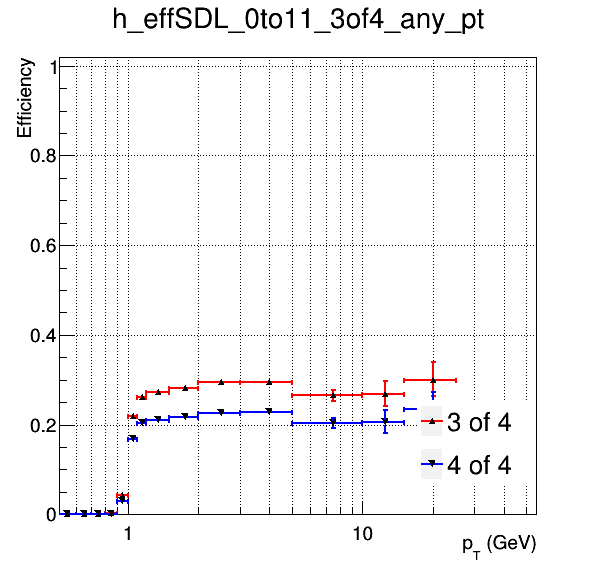 h_effSDL_0to11_3of4_any_pt
Efficiency
1
0.8
0.6
0.4
0.2
0
3 of 4
4 of 4
1
10
p_T (GeV)